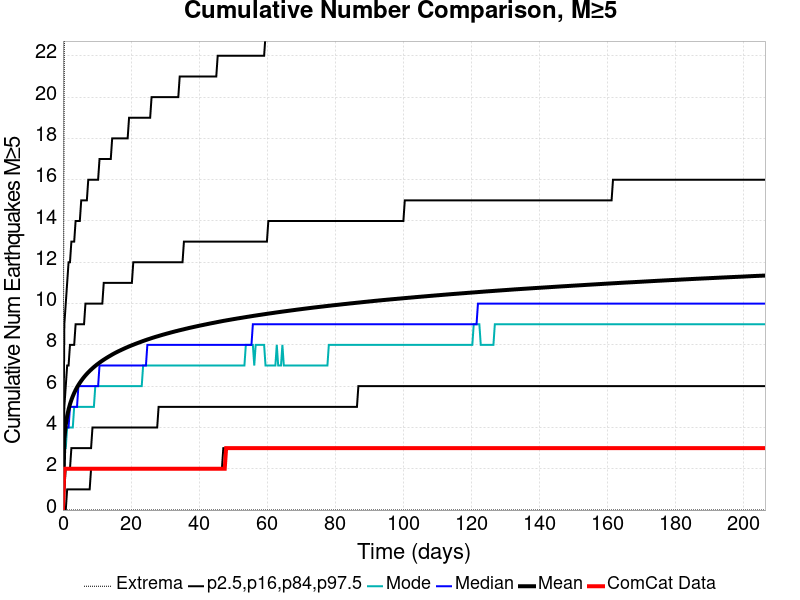 Cumulative Number Comparison, M≥5
Cumulative Num Earthquakes M≥5
22
20
18
16
14
12
10
8
6
4
2
0
0 20 40 60 80 100 120 140 160 180 200
Time (days)
Extrema p2.5,p16,p84,p97.5 Mode Median Mean ComCat Data